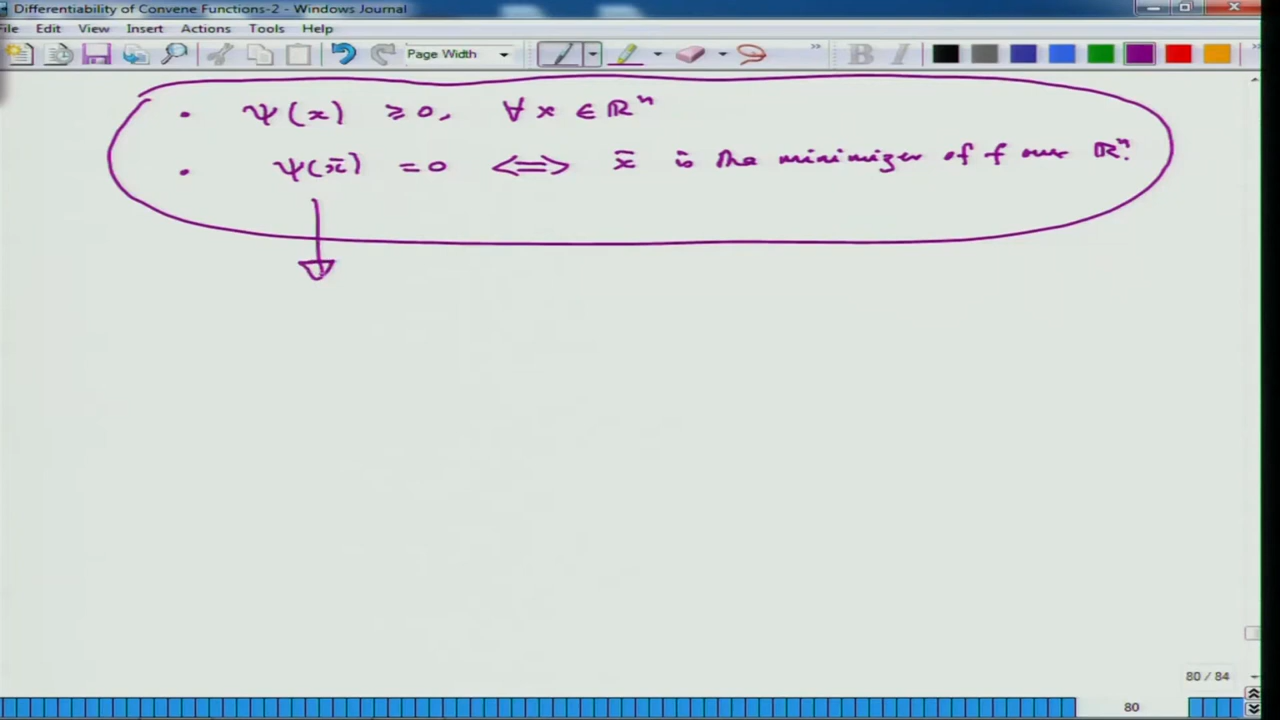 Differentiability of Convene Functions-2 - Windows Journal
File Edit View Insert Actions Tools Help
Page Width
B I
• ψ(x) ≥ 0, ∀ x ∈ ℝⁿ
• ψ(x̄) = 0 ⟺ x̄ is the minimizer of f over ℝⁿ.
80 / 84
80